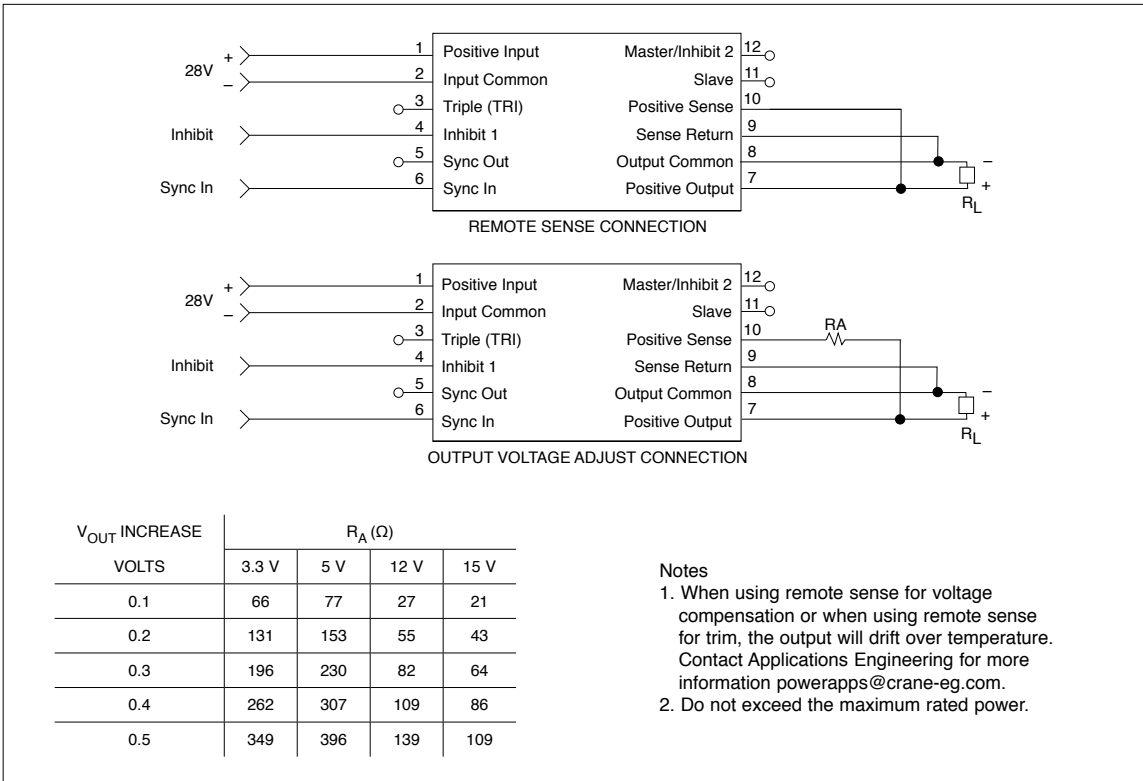 28V
+
–
Inhibit
Sync In
1 Positive Input
2 Input Common
3 Triple (TRI)
4 Inhibit 1
5 Sync Out
6 Sync In
Master/Inhibit 2 12
Slave 11
Positive Sense 10
Sense Return 9
Output Common 8
Positive Output 7
–
+
RL
REMOTE SENSE CONNECTION
28V
+
–
Inhibit
Sync In
1 Positive Input
2 Input Common
3 Triple (TRI)
4 Inhibit 1
5 Sync Out
6 Sync In
Master/Inhibit 2 12
Slave 11
Positive Sense 10
RA
Sense Return 9
Output Common 8
Positive Output 7
–
+
RL
OUTPUT VOLTAGE ADJUST CONNECTION
VOUT INCREASE RA (Ω)
VOLTS 3.3 V 5 V 12 V 15 V
0.1 66 77 27 21
0.2 131 153 55 43
0.3 196 230 82 64
0.4 262 307 109 86
0.5 349 396 139 109
Notes
1. When using remote sense for voltage
compensation or when using remote sense
for trim, the output will drift over temperature.
Contact Applications Engineering for more
information powerapps@crane-eg.com.
2. Do not exceed the maximum rated power.